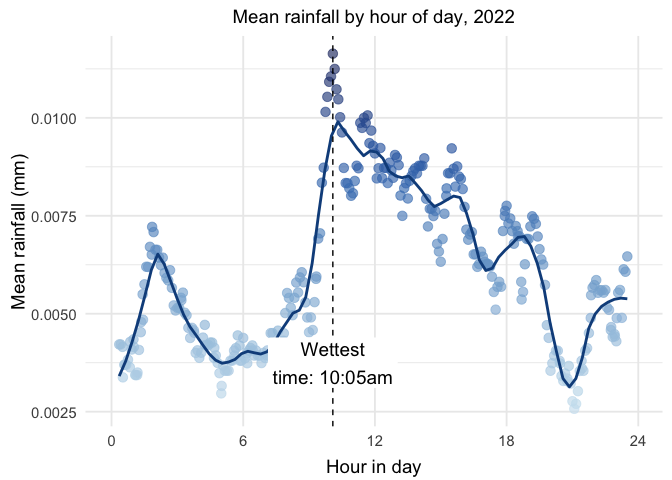 Mean rainfall by hour of day, 2022
Mean rainfall (mm)
0.0100
0.0075
0.0050
0.0025
Wettest
time: 10:05am
0 6 12 18 24
Hour in day